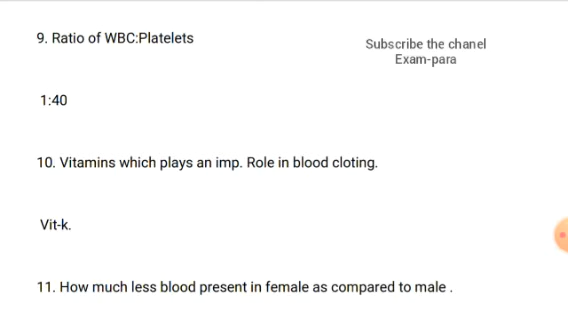 9. Ratio of WBC:Platelets
Subscribe the chanel
Exam-para
1:40
10. Vitamins which plays an imp. Role in blood cloting.
Vit-k.
11. How much less blood present in female as compared to male .